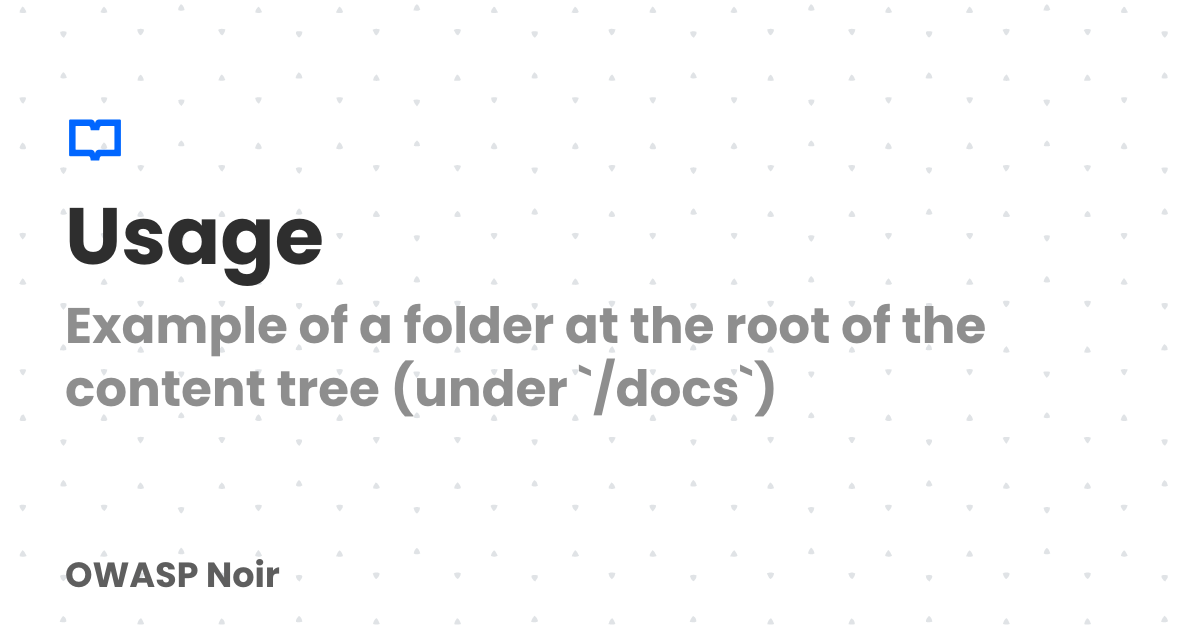 Usage
Example of a folder at the root of the
content tree (under `/docs`)
OWASP Noir